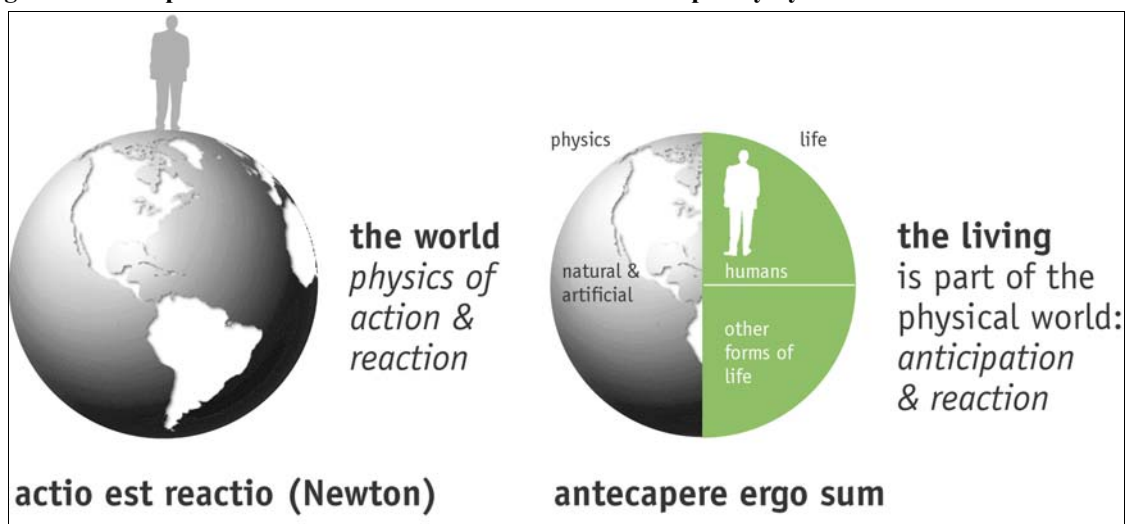 the world
physics of
action &
reaction
actio est reactio (Newton)
physics
life
natural &
artificial
humans
other
forms of
life
the living
is part of the
physical world:
anticipation
& reaction
antecapere ergo sum